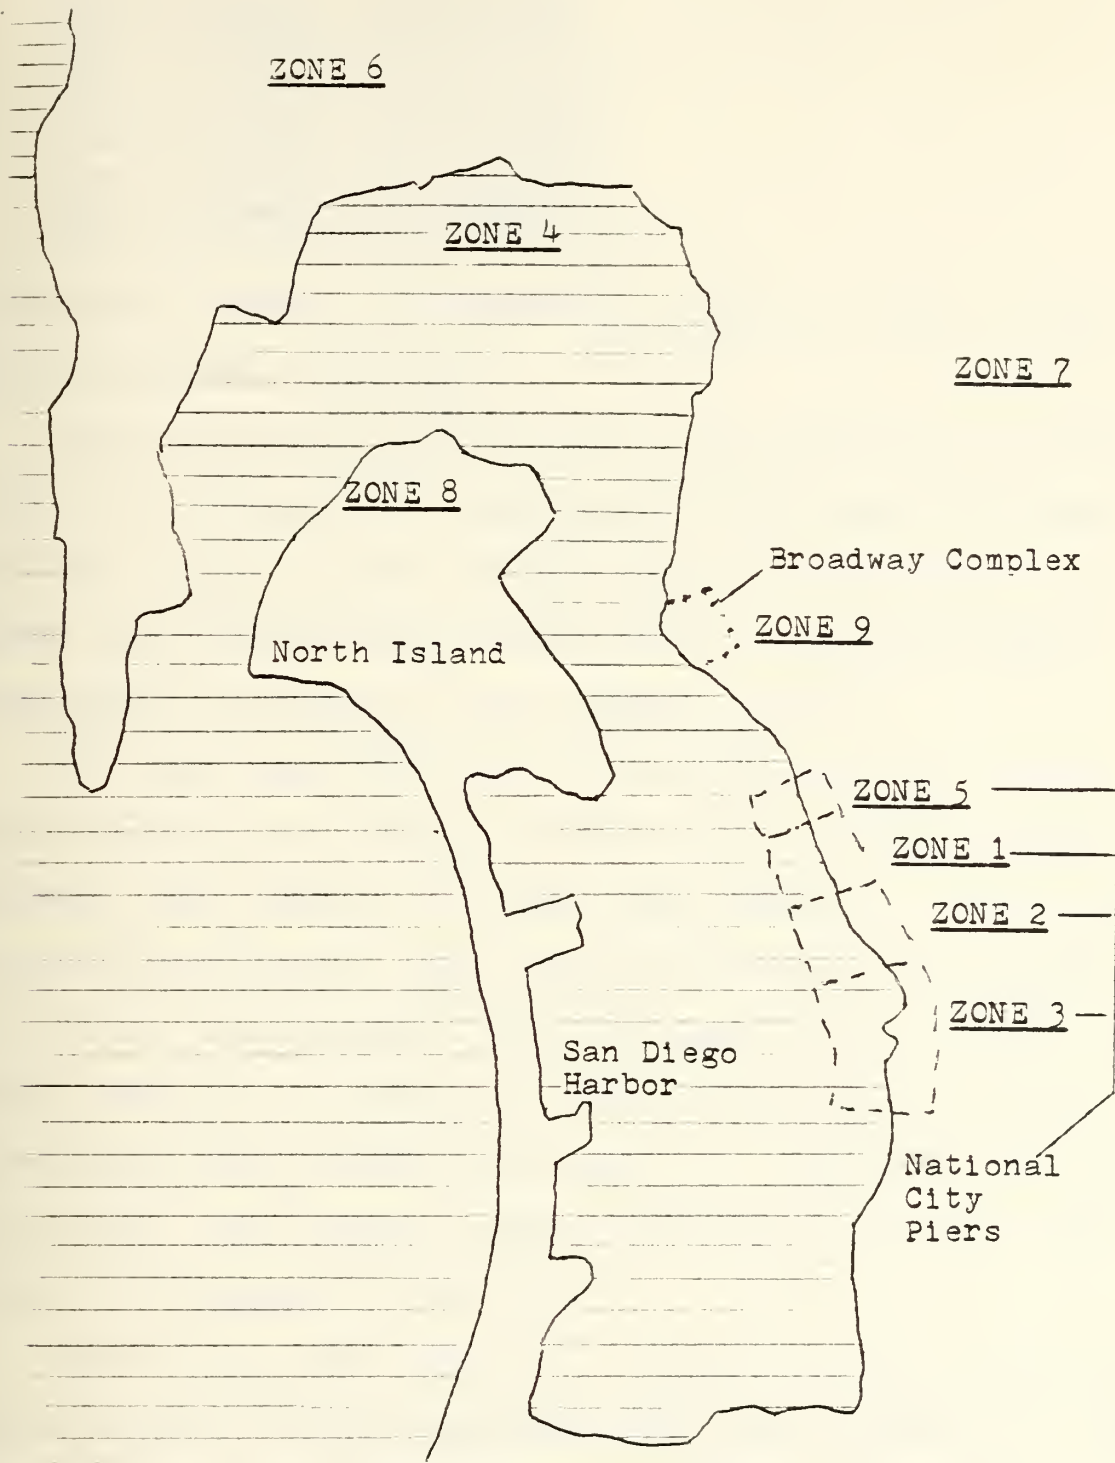 ZONE 6
ZONE 4
ZONE 7
ZONE 8
Broadway Complex
ZONE 9
North Island
ZONE 5
ZONE 1
ZONE 2
ZONE 3
San Diego
Harbor
National
City
Piers